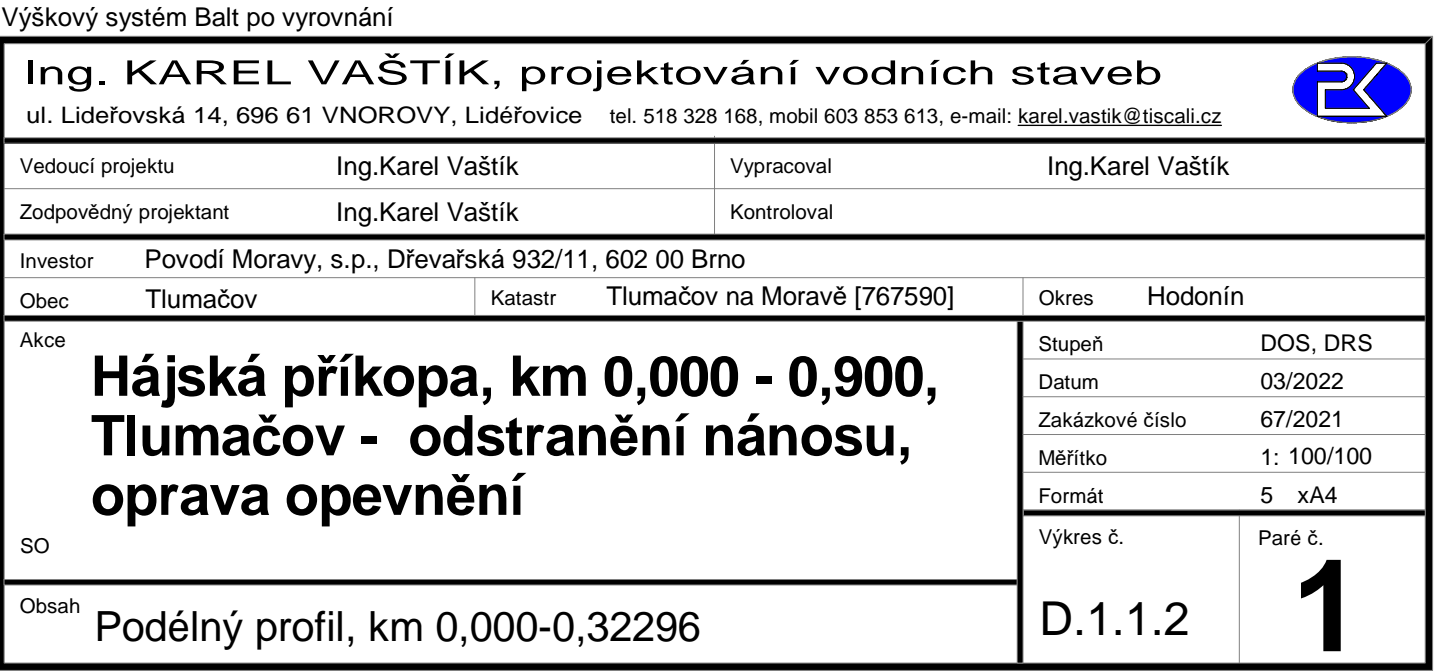 Výškový systém Balt po vyrovnání
Ing. KAREL VAŠTÍK, projektování vodních staveb
ul. Lideřovská 14, 696 61 VNOROVY, Lidéřovice tel. 518 328 168, mobil 603 853 613, e-mail: karel.vastik@tiscali.cz
PK
Vedoucí projektu Ing.Karel Vaštík Vypracoval Ing.Karel Vaštík
Zodpovědný projektant Ing.Karel Vaštík Kontroloval
Investor Povodí Moravy, s.p., Dřevařská 932/11, 602 00 Brno
Obec Tlumačov Katastr Tlumačov na Moravě [767590] Okres Hodonín
Akce
Hájská příkopa, km 0,000 - 0,900,
Tlumačov - odstranění nánosu,
oprava opevnění
SO
Stupeň DOS, DRS
Datum 03/2022
Zakázkové číslo 67/2021
Měřítko 1: 100/100
Formát 5 xA4
Výkres č. Paré č.
D.1.1.2 1
Obsah Podélný profil, km 0,000-0,32296